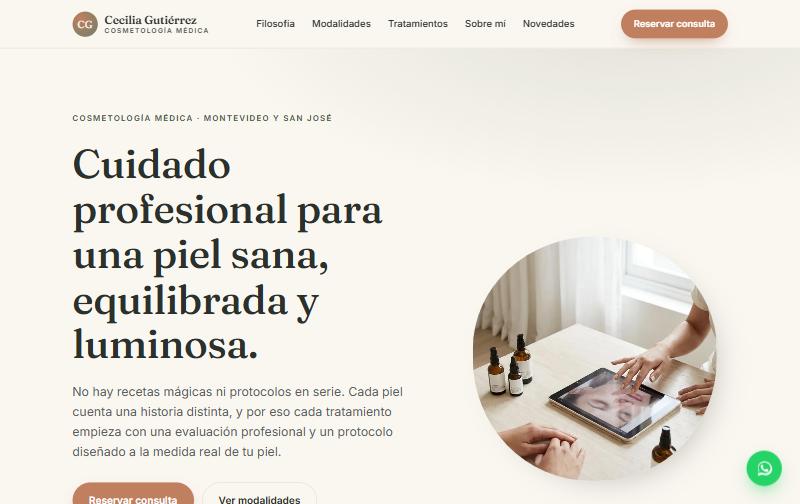 CG
Cecilia Gutiérrez
COSMETOLOGÍA MÉDICA
Filosofía
Modalidades
Tratamientos
Sobre mí
Novedades
Reservar consulta
COSMETOLOGÍA MÉDICA · MONTEVIDEO Y SAN JOSÉ
Cuidado
profesional para
una piel sana,
equilibrada y
luminosa.
No hay recetas mágicas ni protocolos en serie. Cada piel
cuenta una historia distinta, y por eso cada tratamiento
empieza con una evaluación profesional y un protocolo
diseñado a la medida real de tu piel.
Reservar consulta
Ver modalidades